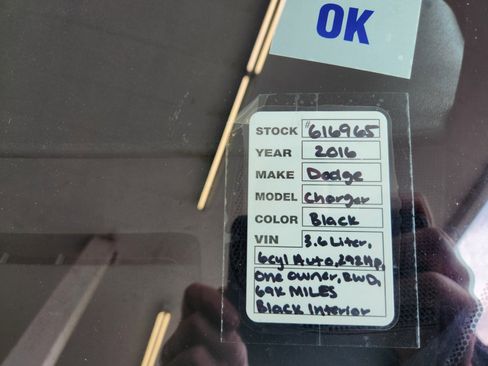 OK
STOCK #616965
YEAR 2016
MAKE Dodge
MODEL Charger
COLOR Black
VIN 3.6 Liter,
6cyl Auto, 292HP,
one owner, RWD,
69K MILES
Black Interior